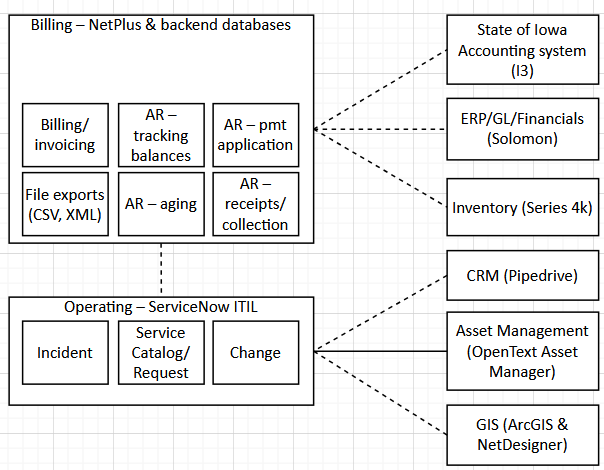 Billing – NetPlus & backend databases
Billing/
invoicing
AR –
tracking
balances
AR – pmt
application
File exports
(CSV, XML)
AR – aging
AR –
receipts/
collection
Operating – ServiceNow ITIL
Incident
Service
Catalog/
Request
Change
State of Iowa
Accounting system
(I3)
ERP/GL/Financials
(Solomon)
Inventory (Series 4k)
CRM (Pipedrive)
Asset Management
(OpenText Asset
Manager)
GIS (ArcGIS &
NetDesigner)